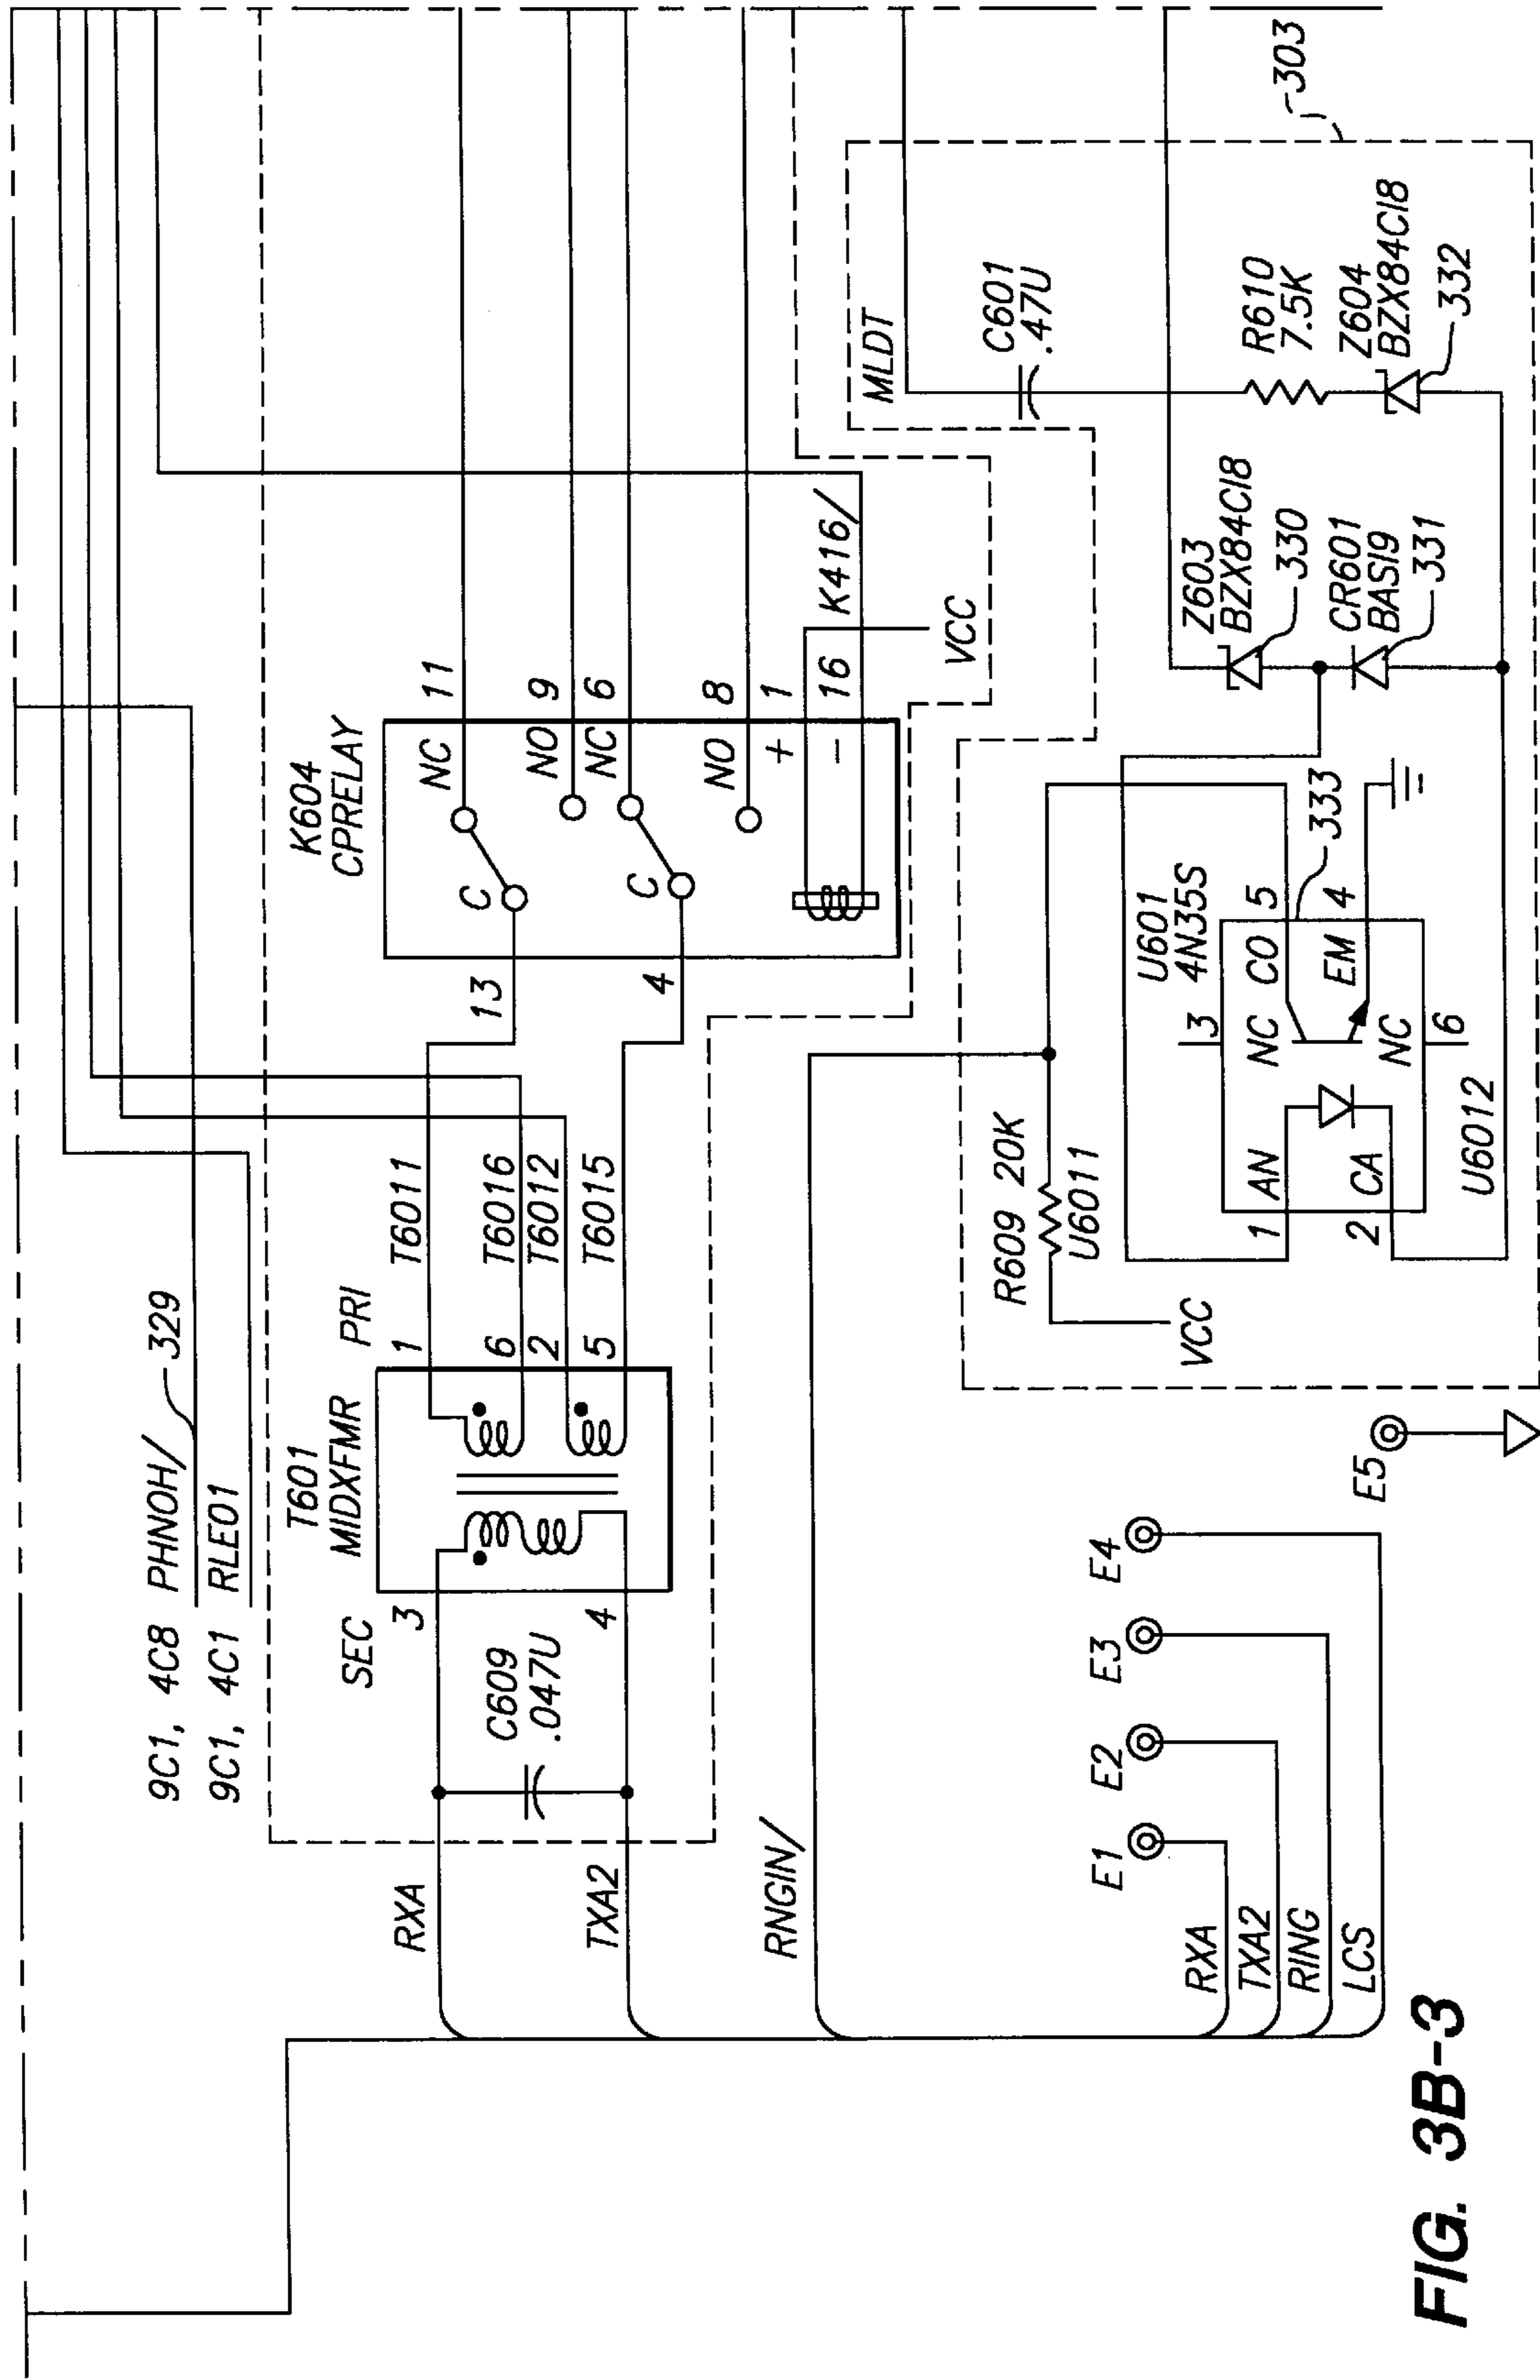 9C1, 4C8 PHNOH/
329
9C1, 4C1 RLE01
K604
CPRELAY
T601
MIDXFMR
SEC
PRI
3
4
1
6
2
5
T6011
T6016
T6012
T6015
13
4
C
C
NC
NO
NC
NO
+
-
11
9
6
8
1
16
K416/
VCC
C609
.047U
RXA
TXA2
RNGIN/
MLDT
C601
.47U
303
R610
7.5K
Z604
BZX84C18
332
Z603
BZX84C18
330
CR601
BAS19
331
R609 20K
U6011
VCC
U601
4N35S
333
3
NC
CO
5
EM
4
NC
6
1
AN
2
CA
U6012
E1
E2
E3
E4
E5
RXA
TXA2
RING
LCS
FIG. 3B-3